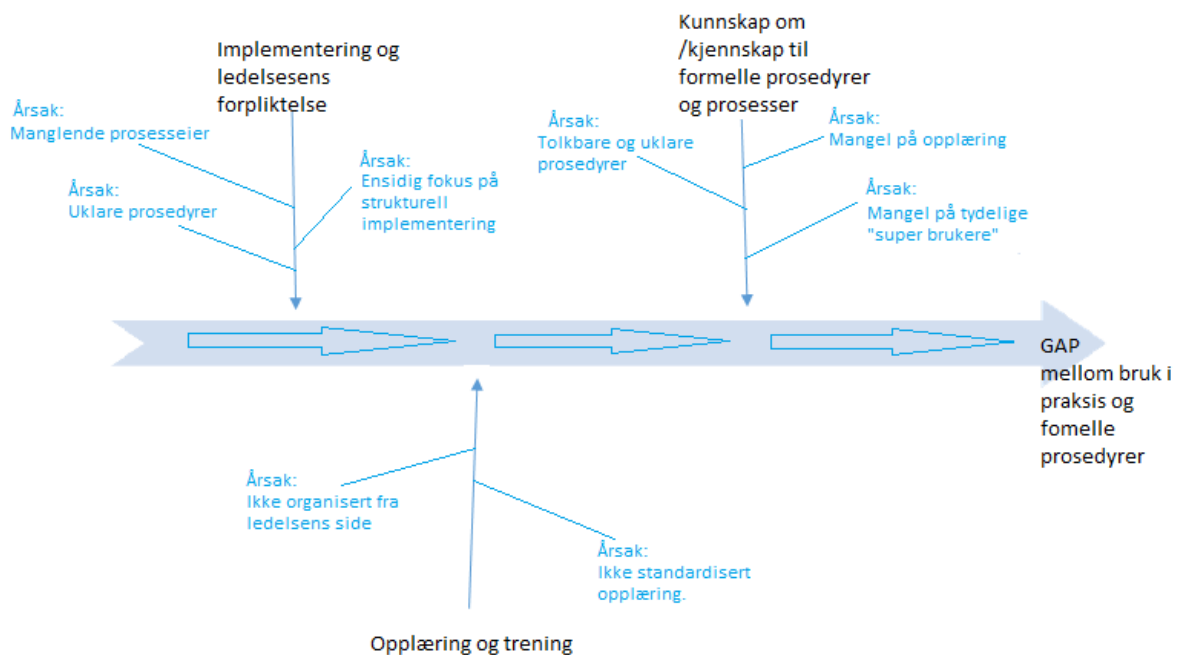 Implementering og
ledelsesens
forpliktelse
Årsak:
Manglende prosesseier
Årsak:
Uklare prosedyrer
Årsak:
Ensidig fokus på
strukturell
implementering
Kunnskap om
/kjennskap til
formelle prosedyrer
og prosesser
Årsak:
Tolkbare og uklare
prosedyrer
Årsak:
Mangel på opplæring
Årsak:
Mangel på tydelige
"super brukere"
GAP
mellom bruk i
praksis og
fomelle
prosedyrer
Årsak:
Ikke organisert fra
ledelsens side
Årsak:
Ikke standardisert
opplæring.
Opplæring og trening